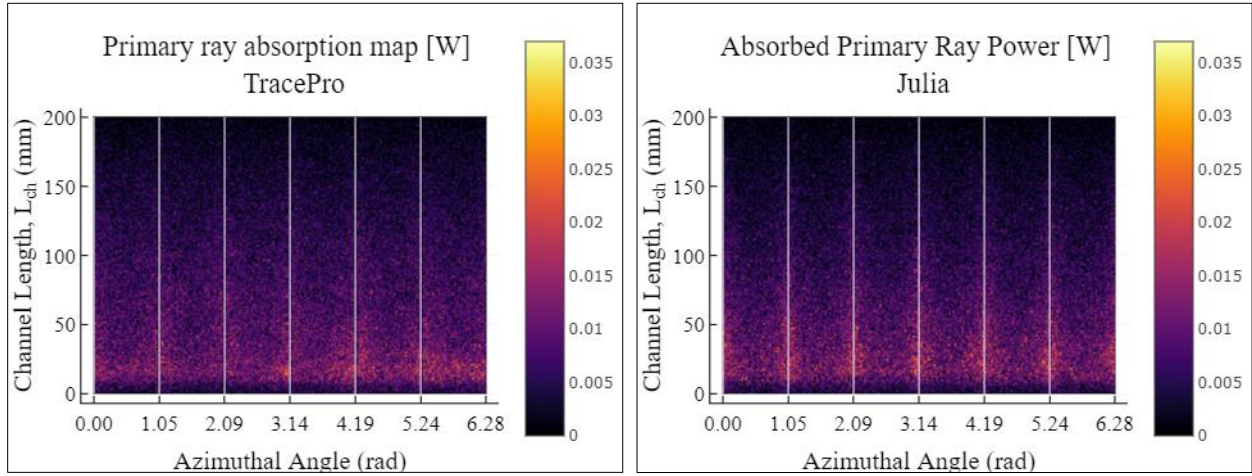 Primary ray absorption map [W]
TracePro
Channel Length, L_ch (mm)
200
150
100
50
0
0.00 1.05 2.09 3.14 4.19 5.24 6.28
Azimuthal Angle (rad)
0.035
0.03
0.025
0.02
0.015
0.01
0.005
0
Absorbed Primary Ray Power [W]
Julia
Channel Length, L_ch (mm)
200
150
100
50
0
0.00 1.05 2.09 3.14 4.19 5.24 6.28
Azimuthal Angle (rad)
0.035
0.03
0.025
0.02
0.015
0.01
0.005
0